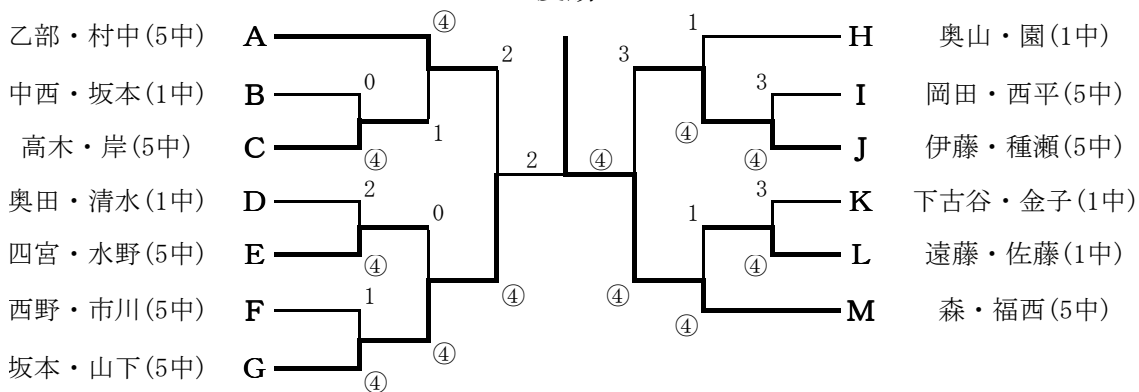 ④ 1
乙部・村中(5中) A 2 3 H 奥山・園(1中)
中西・坂本(1中) B 0 3 I 岡田・西平(5中)
高木・岸(5中) C ④ 1 ④ ④ J 伊藤・種瀬(5中)
2 ④
奥田・清水(1中) D 2 0 1 3 K 下古谷・金子(1中)
四宮・水野(5中) E ④ ④ L 遠藤・佐藤(1中)
西野・市川(5中) F 1 ④ ④ ④ M 森・福西(5中)
坂本・山下(5中) G ④ ④